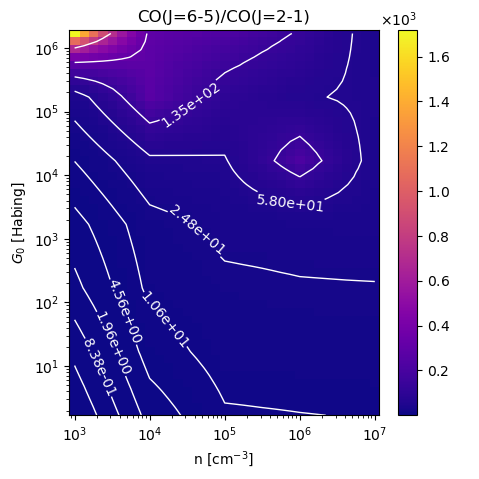 CO(J=6-5)/CO(J=2-1)
×10³
10⁶
10⁵
10⁴
10³
10²
10¹
G₀ [Habing]
1.35e+02
5.80e+01
2.48e+01
1.06e+01
4.56e+00
1.96e+00
8.38e-01
10³
10⁴
10⁵
10⁶
10⁷
n [cm⁻³]
1.6
1.4
1.2
1.0
0.8
0.6
0.4
0.2